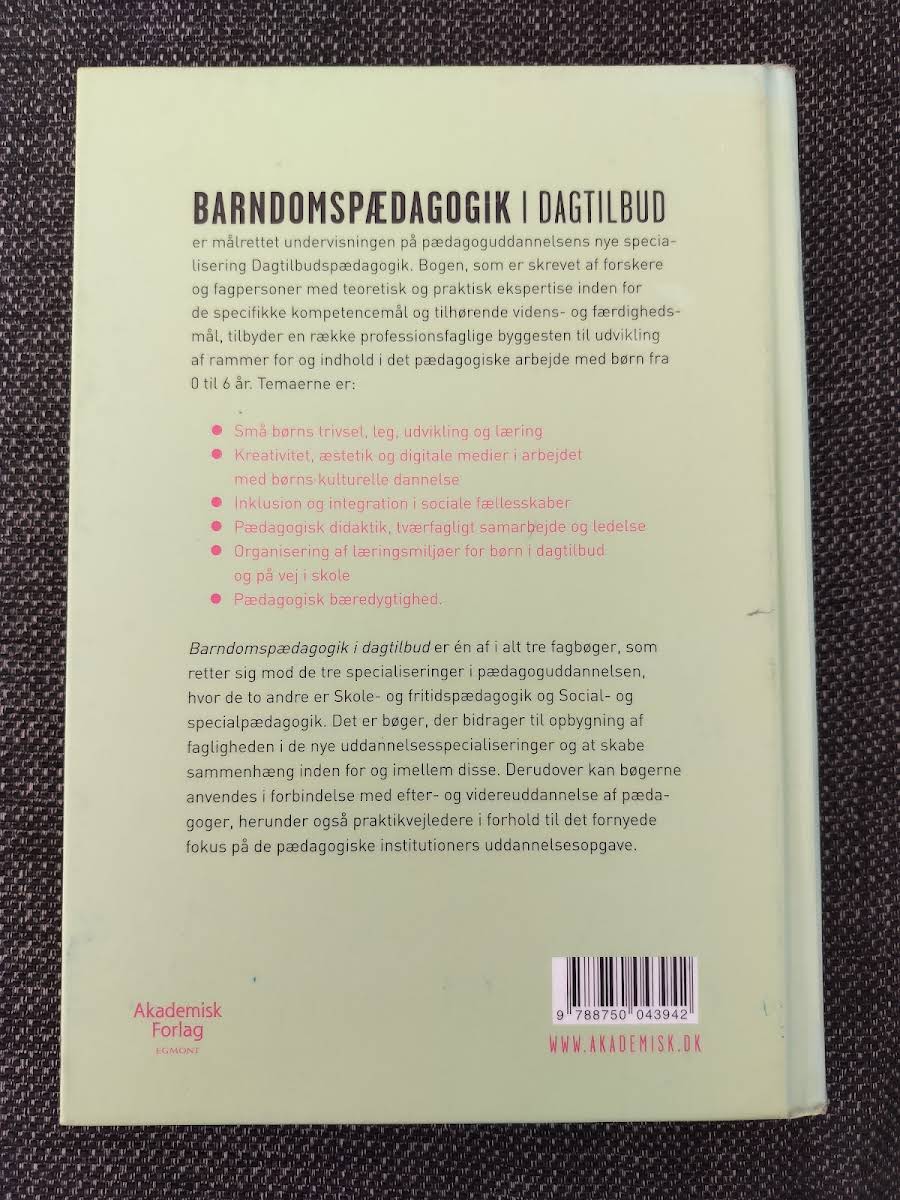 BARNDOMSPÆDAGOGIK I DAGTILBUD
er målrettet undervisningen på pædagoguddannelsens nye specia-
lisering Dagtilbudspædagogik. Bogen, som er skrevet af forskere
og fagpersoner med teoretisk og praktisk ekspertise inden for
de specifikke kompetencemål og tilhørende videns- og færdigheds-
mål, tilbyder en række professionsfaglige byggesten til udvikling
af rammer for og indhold i det pædagogiske arbejde med børn fra
0 til 6 år. Temaerne er:
● Små børns trivsel, leg, udvikling og læring
● Kreativitet, æstetik og digitale medier i arbejdet
med børns kulturelle dannelse
● Inklusion og integration i sociale fællesskaber
● Pædagogisk didaktik, tværfagligt samarbejde og ledelse
● Organisering af læringsmiljøer for børn i dagtilbud
og på vej i skole
● Pædagogisk bæredygtighed.
Barndomspædagogik i dagtilbud er én af i alt tre fagbøger, som
retter sig mod de tre specialiseringer i pædagoguddannelsen,
hvor de to andre er Skole- og fritidspædagogik og Social- og
specialpædagogik. Det er bøger, der bidrager til opbygning af
fagligheden i de nye uddannelsesspecialiseringer og at skabe
sammenhæng inden for og imellem disse. Derudover kan bøgerne
anvendes i forbindelse med efter- og videreuddannelse af pæda-
goger, herunder også praktikvejledere i forhold til det fornyede
fokus på de pædagogiske institutioners uddannelsesopgave.
Akademisk
Forlag
EGMONT
9 788750 043942
WWW.AKADEMISK.DK